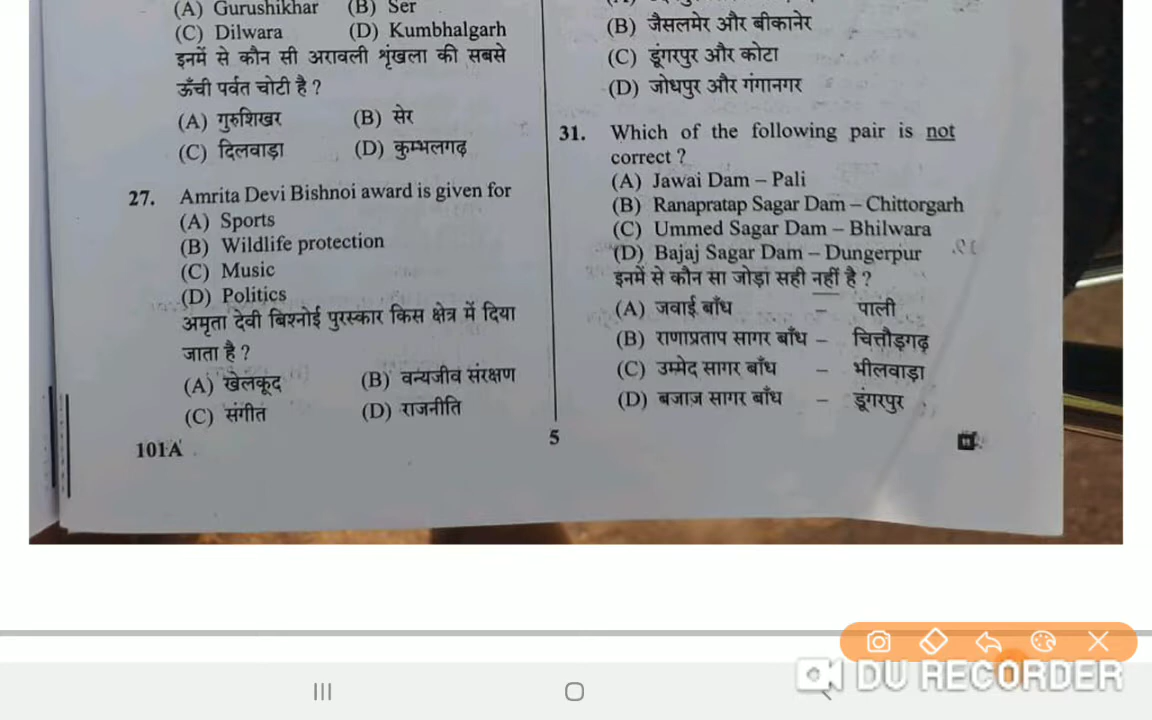 (A) Gurushikhar (B) Ser
(C) Dilwara (D) Kumbhalgarh
इनमें से कौन सी अरावली श्रृंखला की सबसे
ऊँची पर्वत चोटी है ?
(A) गुरुशिखर (B) सेर
(C) दिलवाड़ा (D) कुम्भलगढ़
27. Amrita Devi Bishnoi award is given for
(A) Sports
(B) Wildlife protection
(C) Music
(D) Politics
अमृता देवी बिश्नोई पुरस्कार किस क्षेत्र में दिया
जाता है ?
(A) खेलकूद (B) वन्यजीव संरक्षण
(C) संगीत (D) राजनीति
101A
(B) जैसलमेर और बीकानेर
(C) डूंगरपुर और कोटा
(D) जोधपुर और गंगानगर
31. Which of the following pair is not
correct ?
(A) Jawai Dam – Pali
(B) Ranapratap Sagar Dam – Chittorgarh
(C) Ummed Sagar Dam – Bhilwara
(D) Bajaj Sagar Dam – Dungerpur
इनमें से कौन सा जोड़ा सही नहीं है ?
(A) जवाई बाँध – पाली
(B) राणाप्रताप सागर बाँध – चित्तौड़गढ़
(C) उम्मेद सागर बाँध – भीलवाड़ा
(D) बजाज़ सागर बाँध – डूंगरपुर
5
DU RECORDER